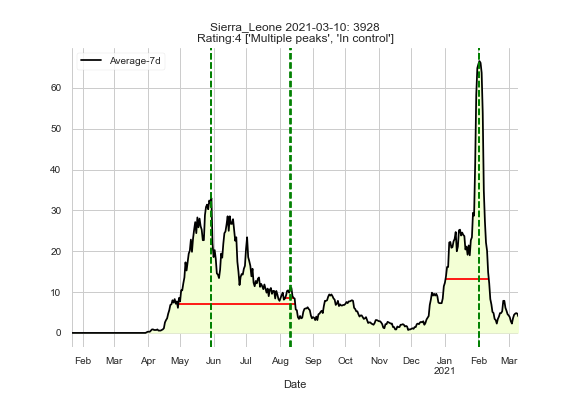 Sierra_Leone 2021-03-10: 3928
Rating:4 ['Multiple peaks', 'In control']
Average-7d
60
50
40
30
20
10
0
Feb Mar Apr May Jun Jul Aug Sep Oct Nov Dec Jan Feb Mar
2021
Date